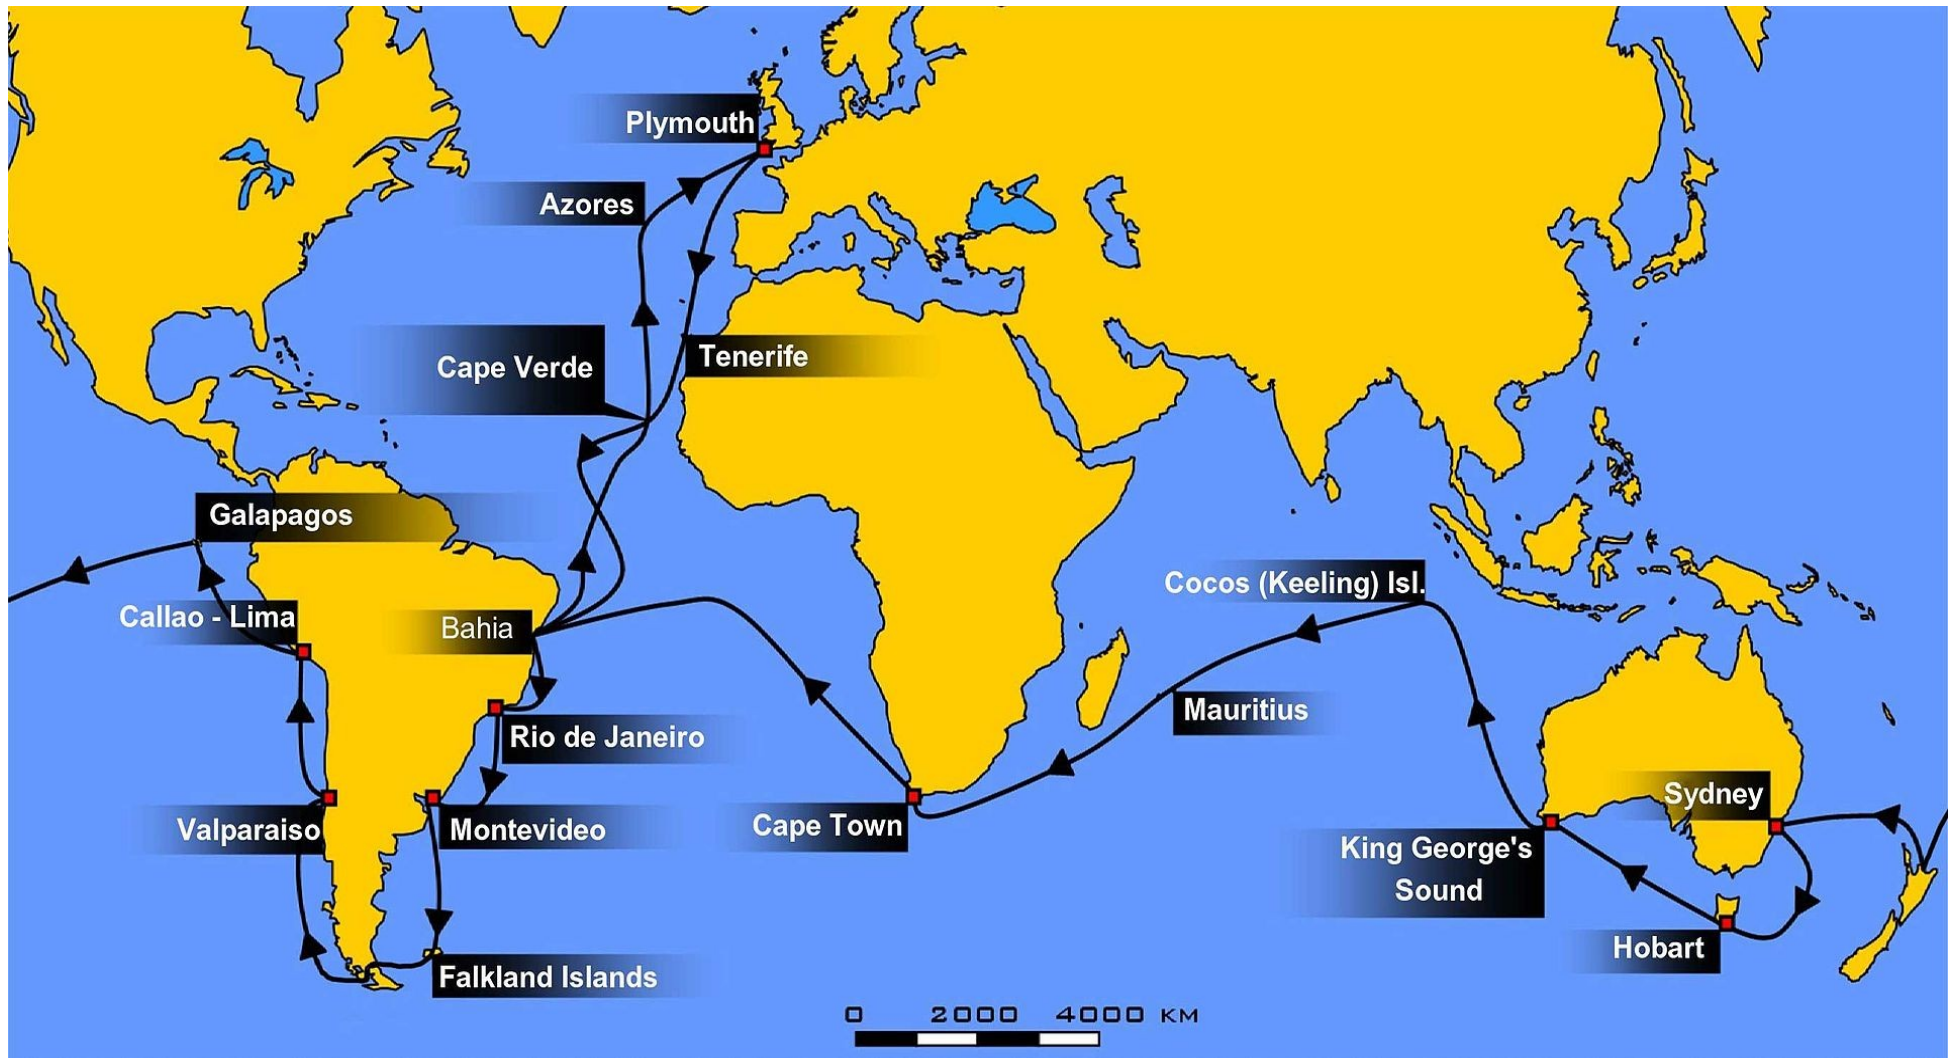 Plymouth
Azores
Cape Verde
Tenerife
Galapagos
Cocos (Keeling) Isl.
Callao - Lima
Bahia
Mauritius
Rio de Janeiro
Sydney
Valparaiso
Montevideo
Cape Town
King George's
Sound
Hobart
Falkland Islands
0 2000 4000 KM